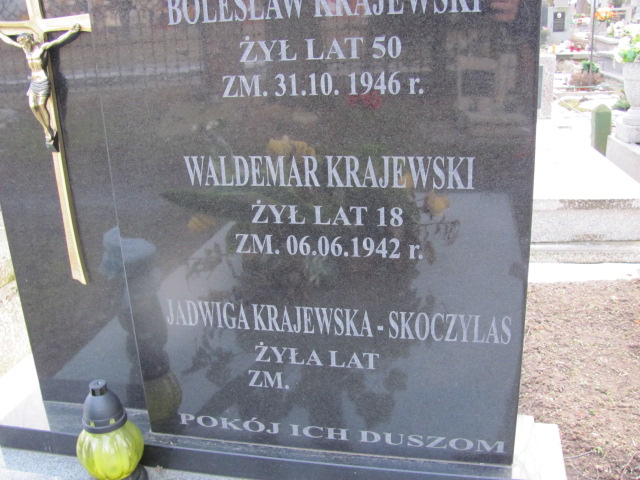 BOLESŁAW KRAJEWSKI
ŻYŁ LAT 50
ZM. 31.10. 1946 r.
WALDEMAR KRAJEWSKI
ŻYŁ LAT 18
ZM. 06.06.1942 r.
JADWIGA KRAJEWSKA - SKOCZYLAS
ŻYŁA LAT
ZM.
POKÓJ ICH DUSZOM